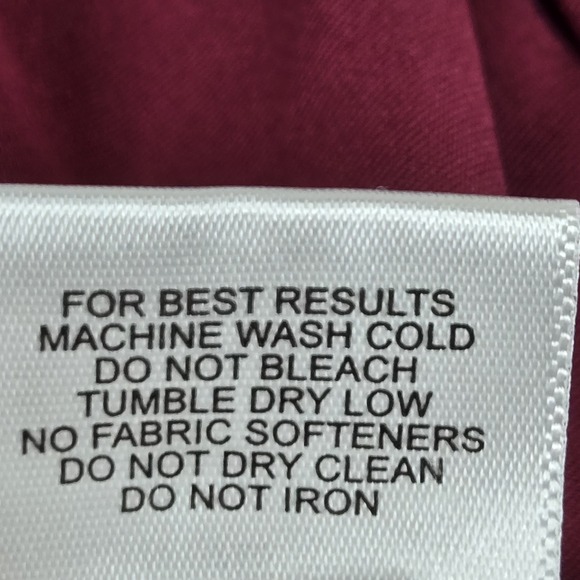 FOR BEST RESULTS
MACHINE WASH COLD
DO NOT BLEACH
TUMBLE DRY LOW
NO FABRIC SOFTENERS
DO NOT DRY CLEAN
DO NOT IRON